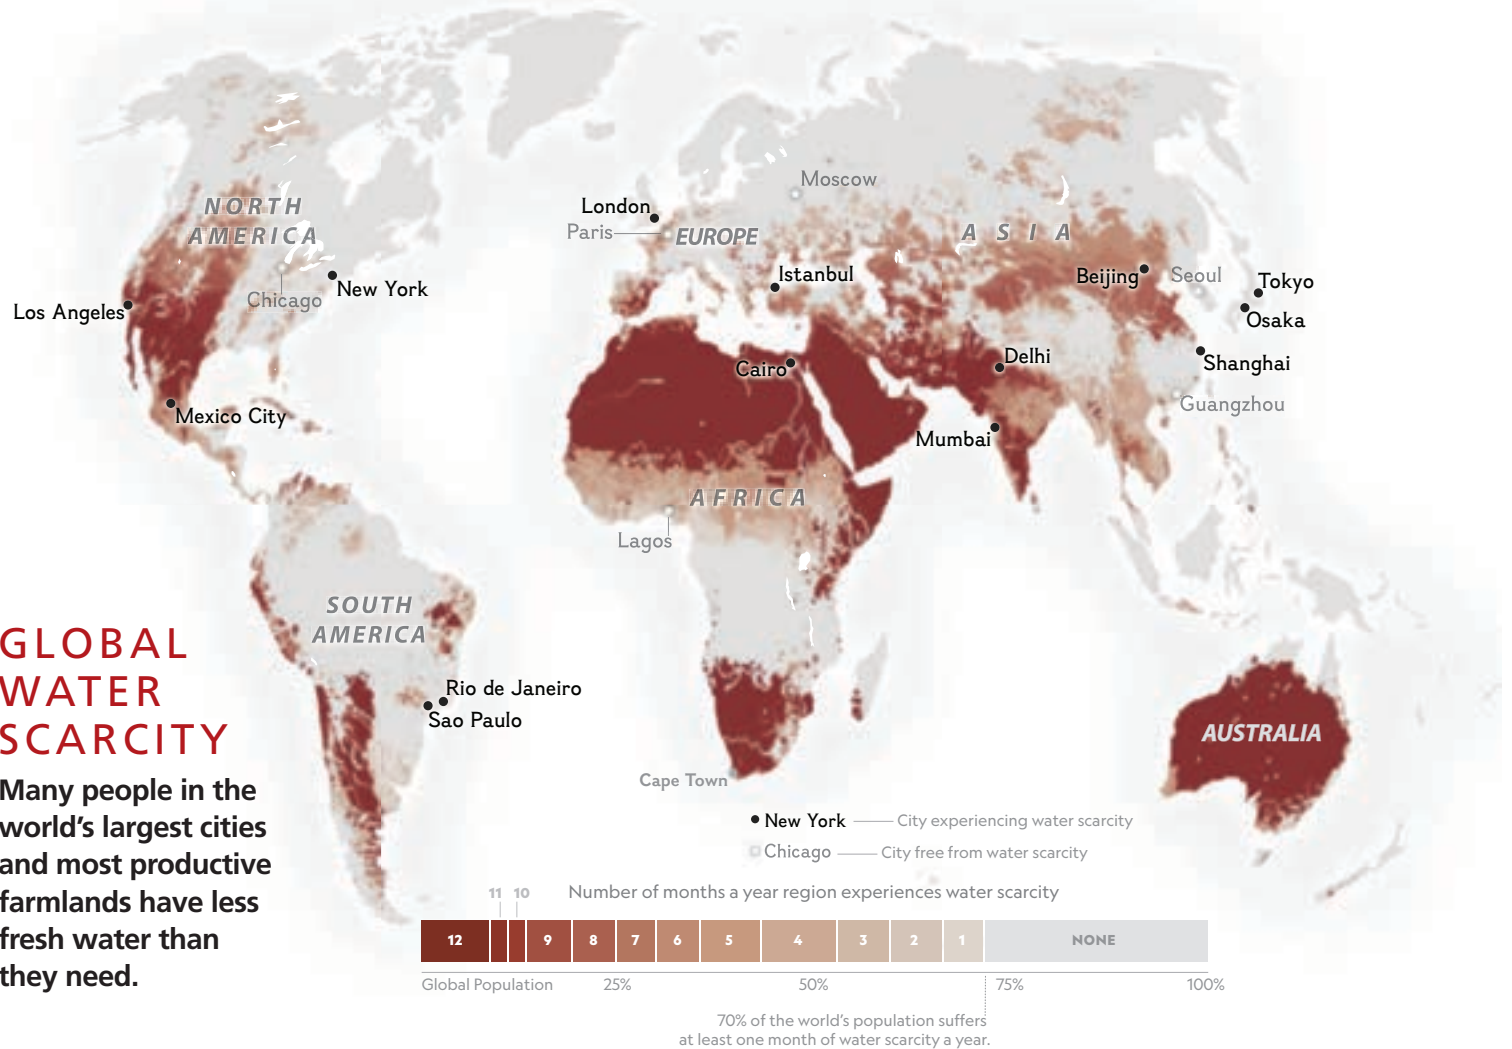 NORTH
AMERICA
Los Angeles
Chicago
New York
Mexico City
London
Paris
EUROPE
Moscow
Istanbul
ASIA
Beijing
Seoul
Tokyo
Osaka
Shanghai
Guangzhou
Delhi
Mumbai
Cairo
AFRICA
Lagos
SOUTH
AMERICA
Rio de Janeiro
Sao Paulo
Cape Town
AUSTRALIA
GLOBAL
WATER
SCARCITY
Many people in the
world's largest cities
and most productive
farmlands have less
fresh water than
they need.
New York City experiencing water scarcity
Chicago City free from water scarcity
11 10 Number of months a year region experiences water scarcity
12 9 8 7 6 5 4 3 2 1 NONE
Global Population 25% 50% 75% 100%
70% of the world's population suffers
at least one month of water scarcity a year.